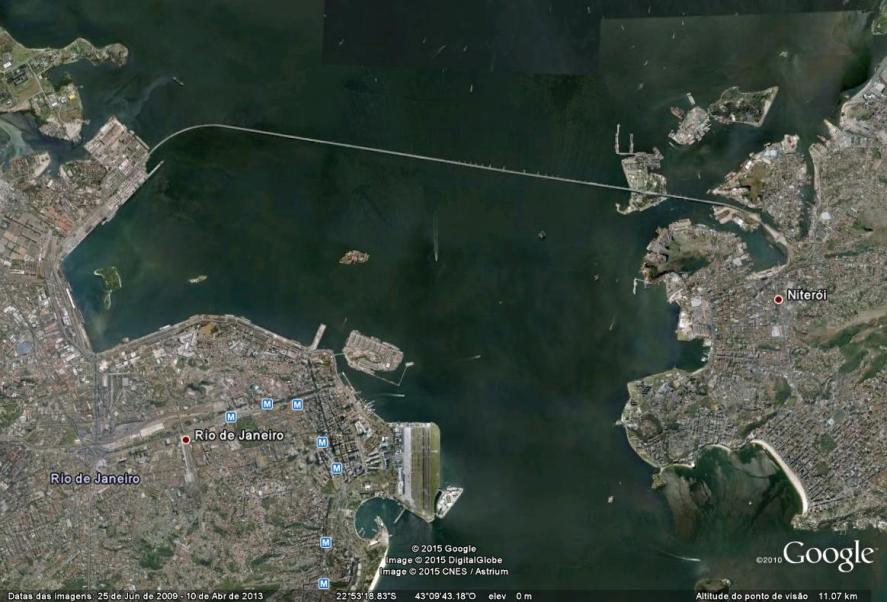 Niterói
M
M
M
Rio de Janeiro
M
M
Rio de Janeiro
M
© 2015 Google
Image © 2015 DigitalGlobe
Image © 2015 CNES / Astrium
©2010 Google
M
Datas das imagens: 25 de Jun de 2009 - 10 de Abr de 2013 22°53'18.83"S 43°09'43.18"O elev 0 m Altitude do ponto de visão 11.07 km